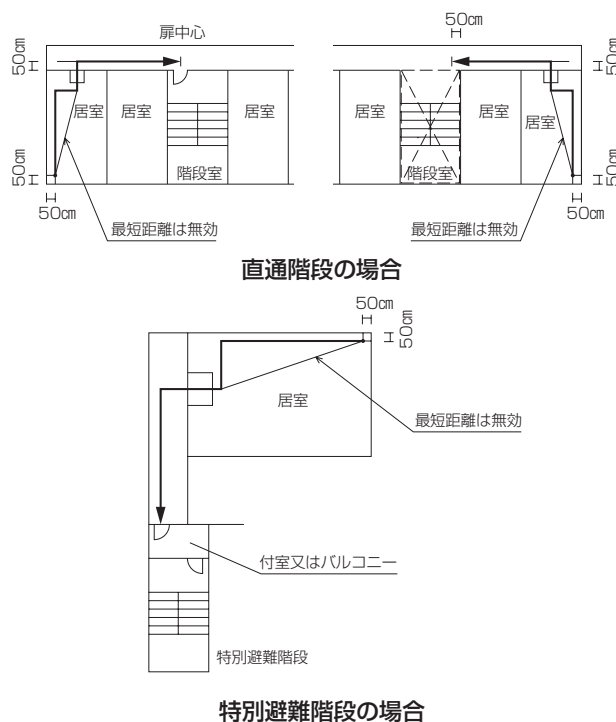 扉中心
50㎝
50㎝
50㎝
居室
居室
居室
居室
居室
居室
階段室
階段室
50㎝
50㎝
50㎝
50㎝
最短距離は無効
最短距離は無効
直通階段の場合
50㎝
50㎝
居室
最短距離は無効
付室又はバルコニー
特別避難階段
特別避難階段の場合